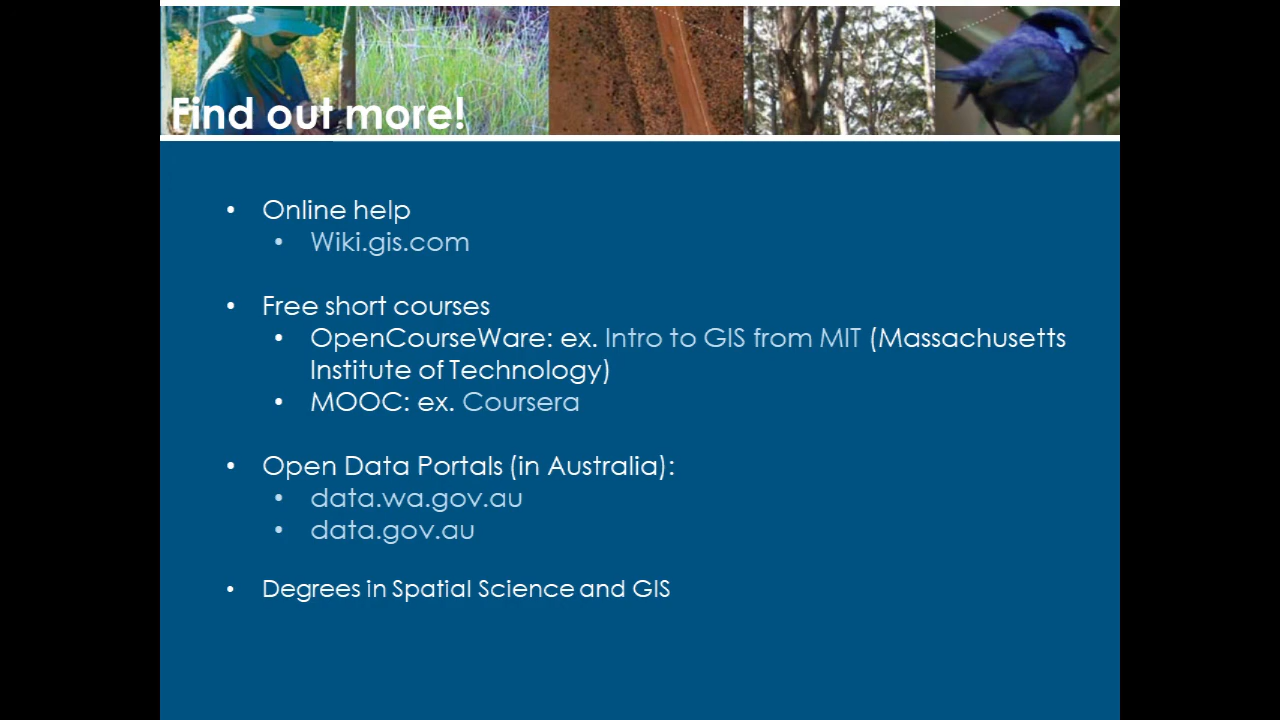 Find out more!
• Online help
• Wiki.gis.com
• Free short courses
• OpenCourseWare: ex. Intro to GIS from MIT (Massachusetts
Institute of Technology)
• MOOC: ex. Coursera
• Open Data Portals (in Australia):
• data.wa.gov.au
• data.gov.au
• Degrees in Spatial Science and GIS